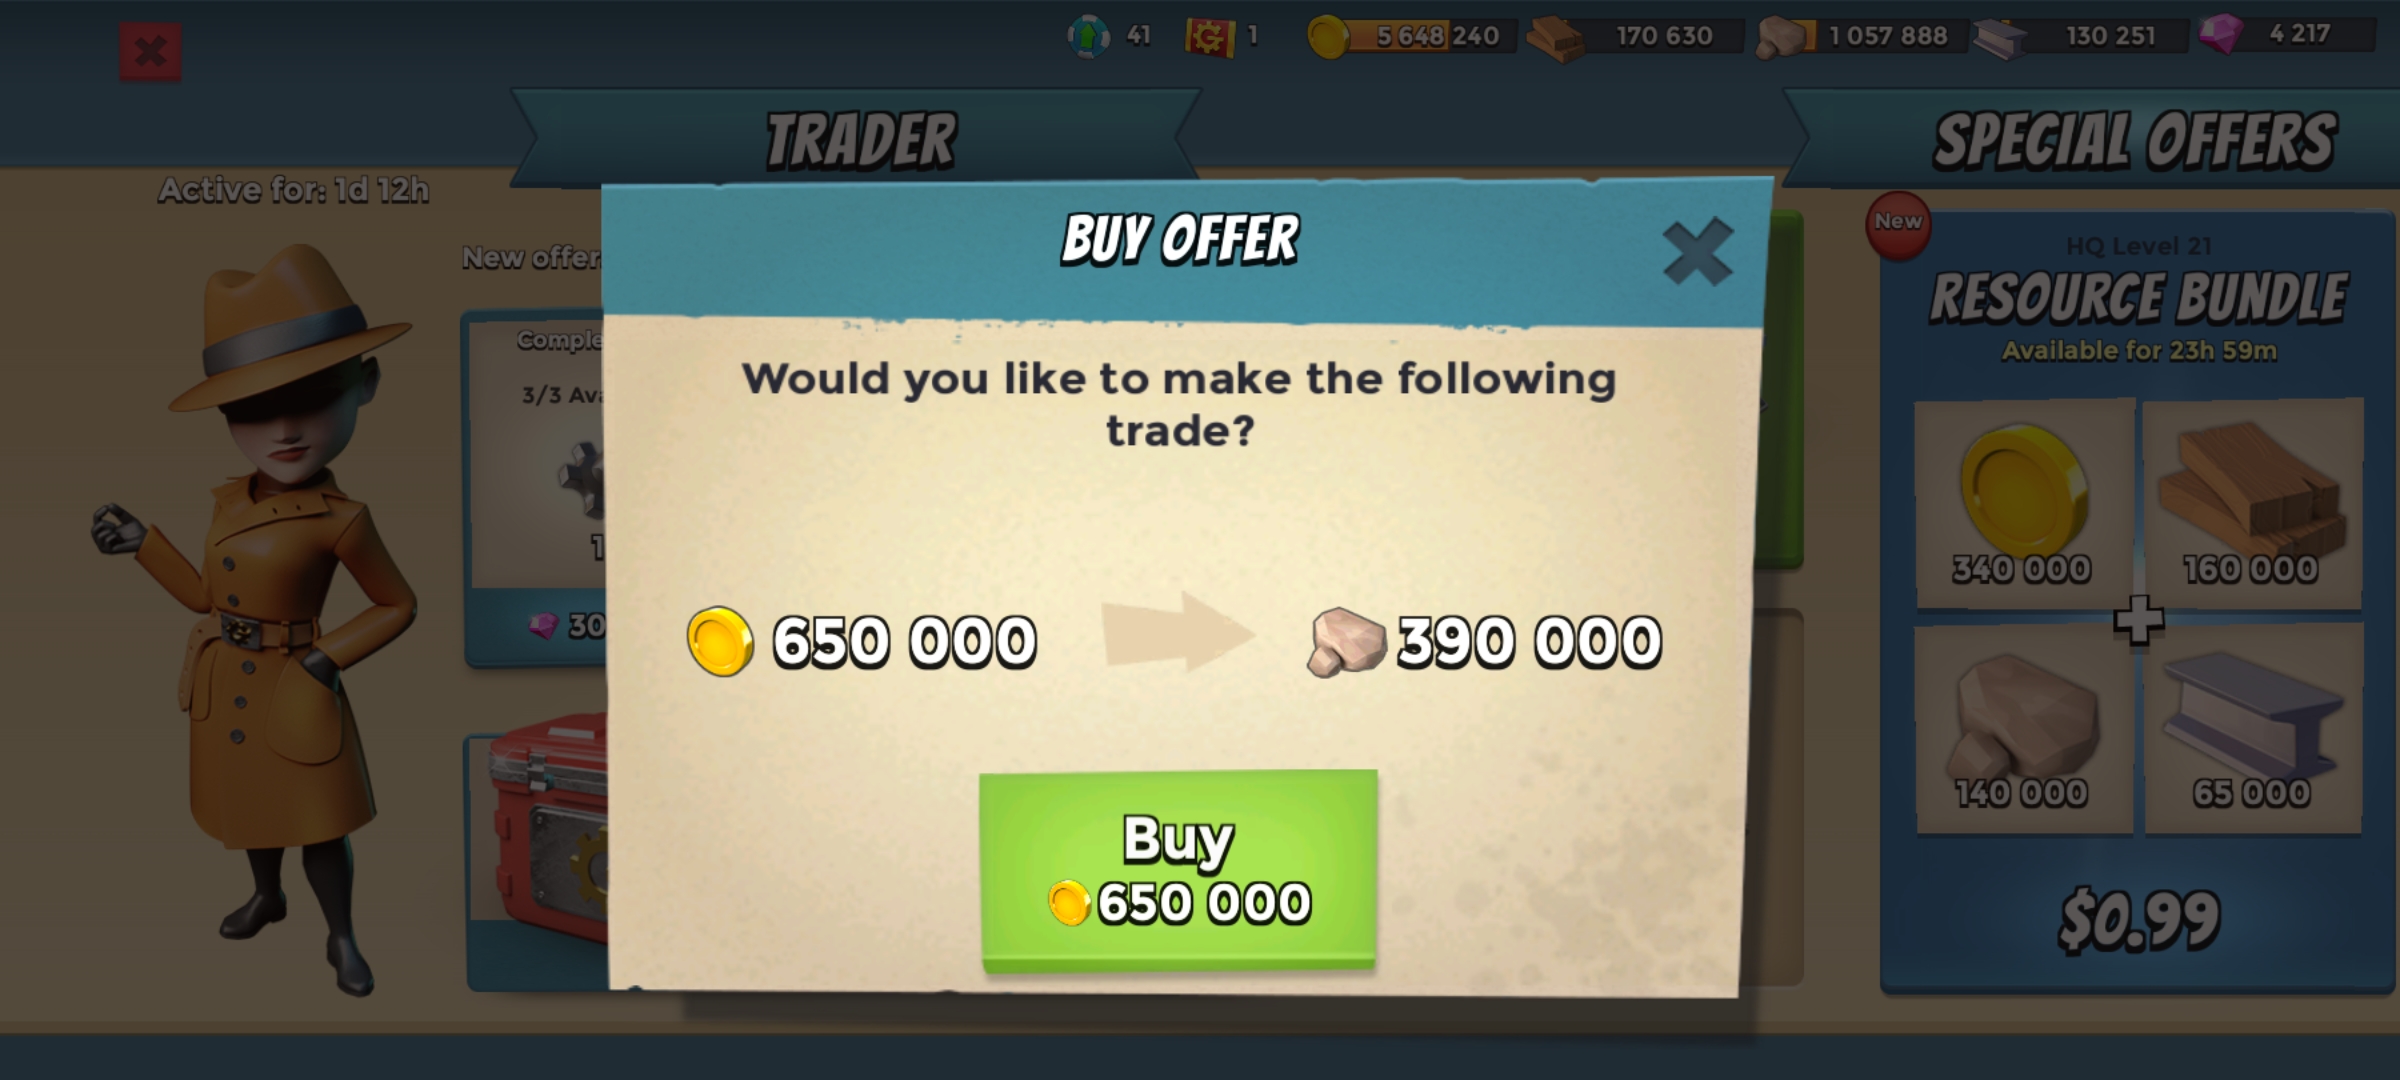 41
1
5 648 240
170 630
1 057 888
130 251
4 217
TRADER
SPECIAL OFFERS
Active for: 1d 12h
New offer
Comple
3/3 Ava
1
30
BUY OFFER
Would you like to make the following
trade?
650 000
390 000
Buy
650 000
New
HQ Level 21
RESOURCE BUNDLE
Available for 23h 59m
340 000
160 000
140 000
65 000
$0.99